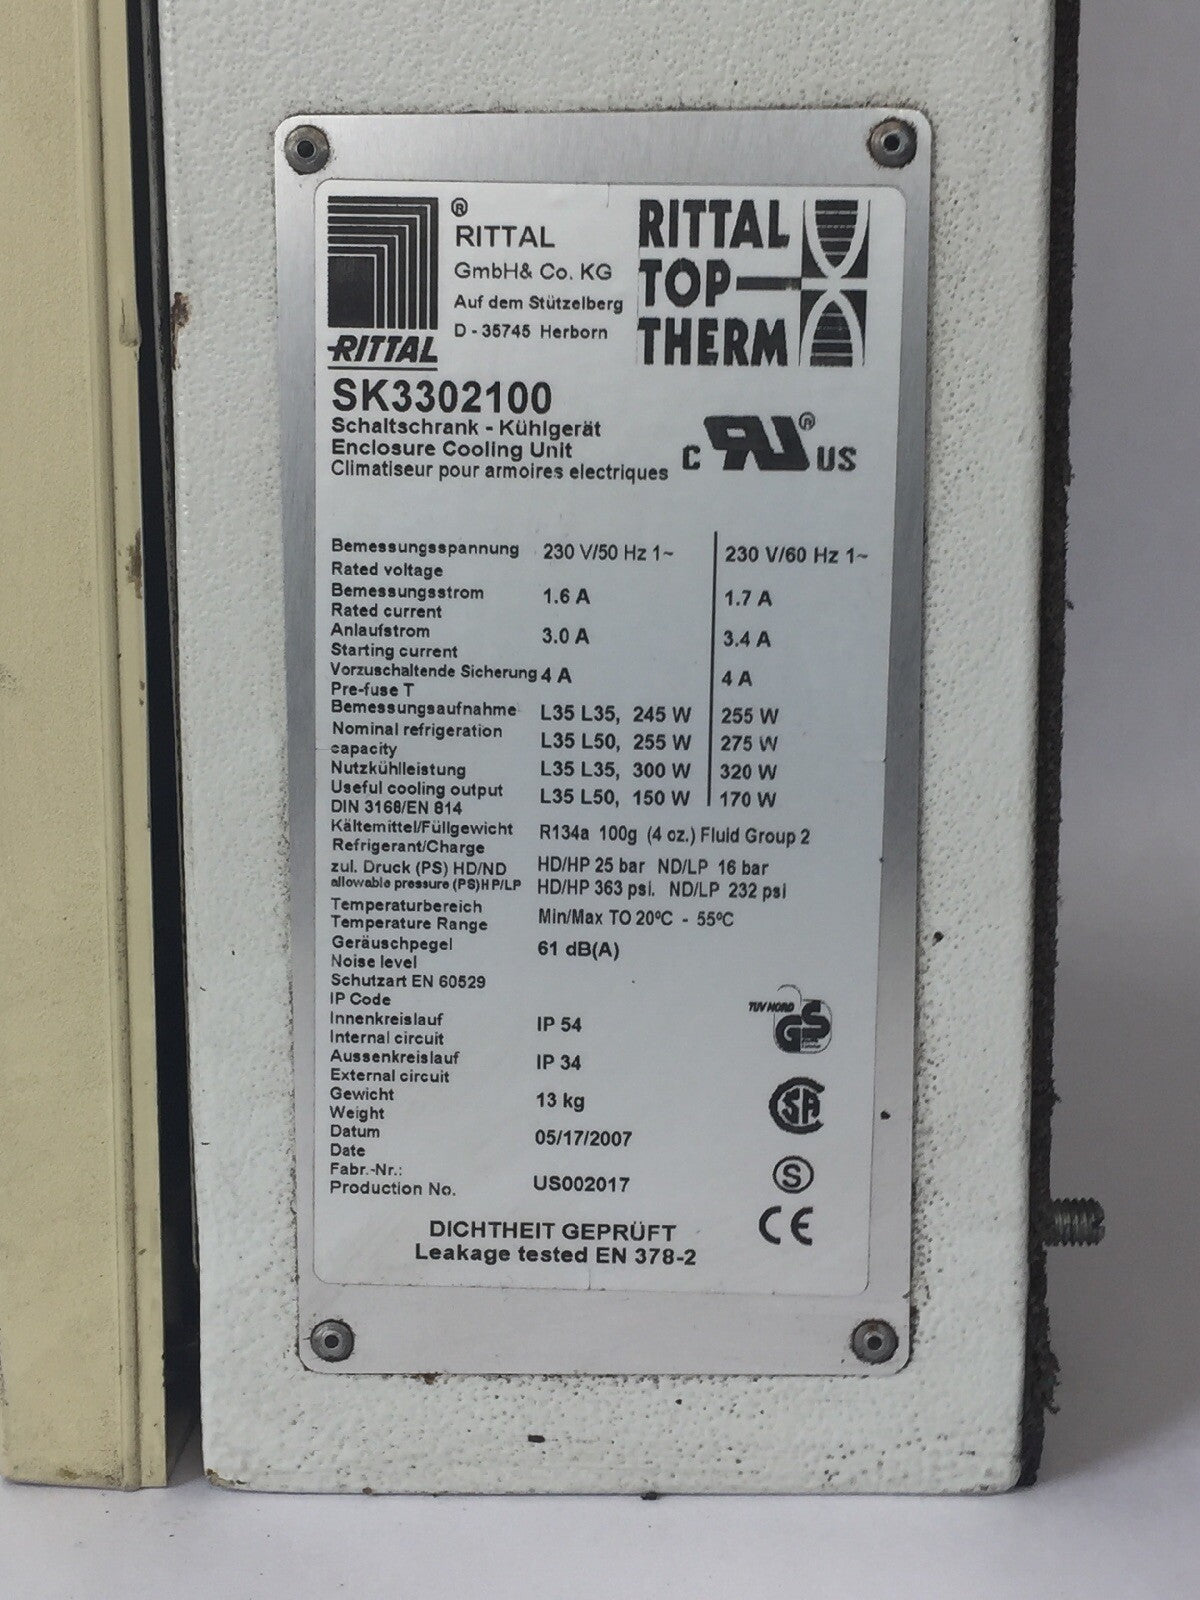 ®
RITTAL
GmbH& Co. KG
Auf dem Stützelberg
D - 35745 Herborn
RITTAL
RITTAL
TOP
THERM
SK3302100
Schaltschrank - Kühlgerät
Enclosure Cooling Unit
Climatiseur pour armoires electriques
C RU ® US
Bemessungsspannung 230 V/50 Hz 1~ 230 V/60 Hz 1~
Rated voltage
Bemessungsstrom 1.6 A 1.7 A
Rated current
Anlaufstrom 3.0 A 3.4 A
Starting current
Vorzuschaltende Sicherung 4 A 4 A
Pre-fuse T
Bemessungsaufnahme L35 L35, 245 W 255 W
Nominal refrigeration L35 L50, 255 W 275 W
capacity
Nutzkühlleistung L35 L35, 300 W 320 W
Useful cooling output L35 L50, 150 W 170 W
DIN 3168/EN 814
Kältemittel/Füllgewicht R134a 100g (4 oz.) Fluid Group 2
Refrigerant/Charge
zul. Druck (PS) HD/ND HD/HP 25 bar ND/LP 16 bar
allowable pressure (PS)HP/LP HD/HP 363 psi. ND/LP 232 psi
Temperaturbereich Min/Max TO 20ºC - 55ºC
Temperature Range
Geräuschpegel 61 dB(A)
Noise level
Schutzart EN 60529
IP Code
Innenkreislauf IP 54
Internal circuit
Aussenkreislauf IP 34
External circuit
Gewicht 13 kg
Weight
Datum 05/17/2007
Date
Fabr.-Nr.: US002017
Production No.
TUV NORD
GS
CSA
S
CE
DICHTHEIT GEPRÜFT
Leakage tested EN 378-2